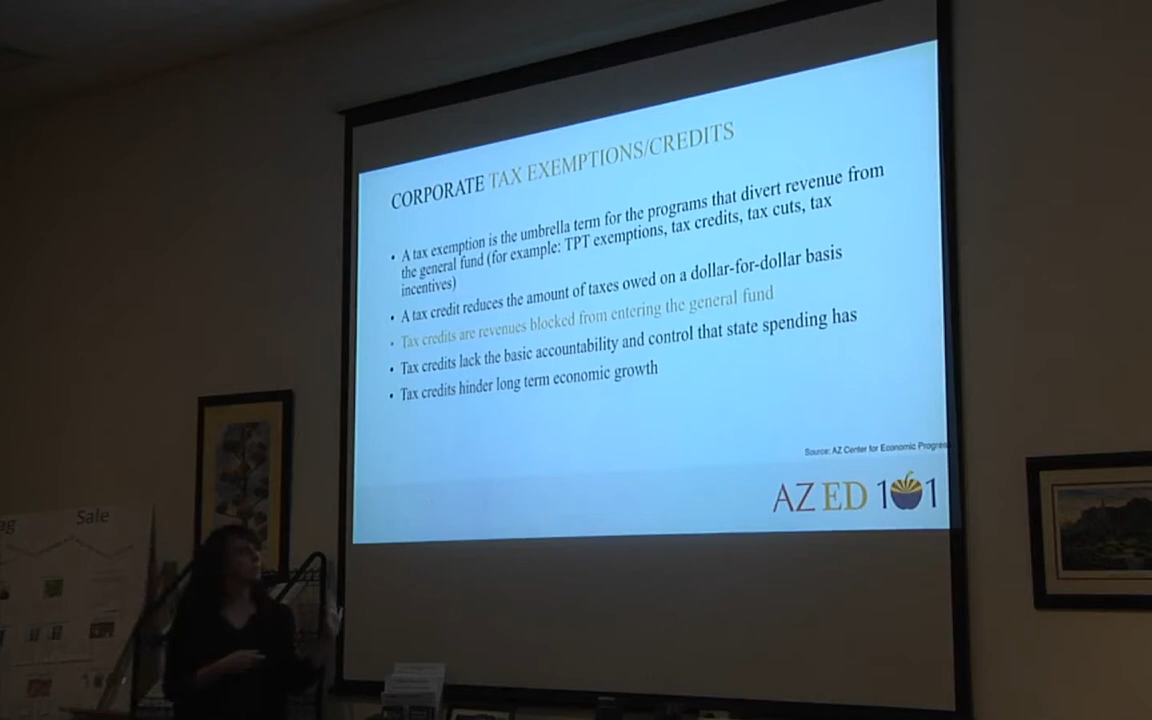 CORPORATE TAX EXEMPTIONS/CREDITS
• A tax exemption is the umbrella term for the programs that divert revenue from
the general fund (for example: TPT exemptions, tax credits, tax cuts, tax
incentives)
• A tax credit reduces the amount of taxes owed on a dollar-for-dollar basis
• Tax credits are revenues blocked from entering the general fund
• Tax credits lack the basic accountability and control that state spending has
• Tax credits hinder long term economic growth
Source: AZ Center for Economic Progres
AZ ED 101
Sale